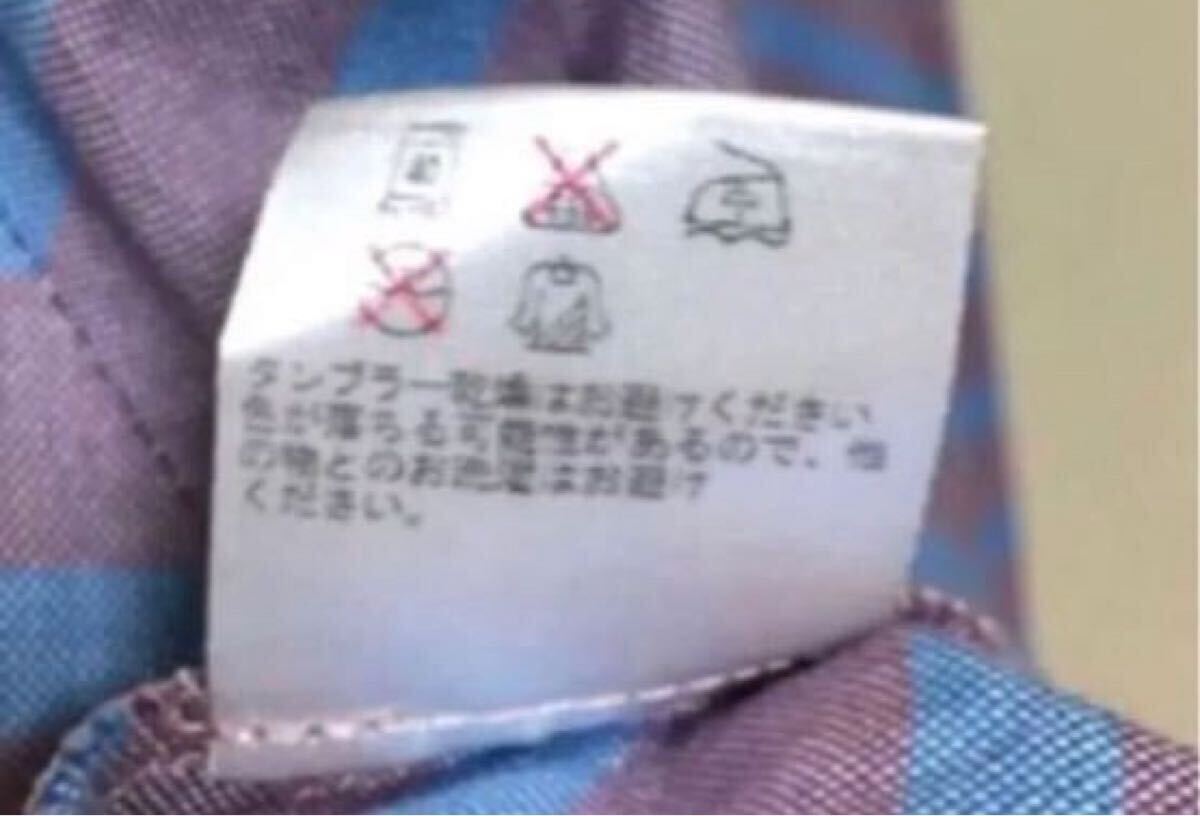 タンブラー乾燥はお避けください
色が落ちる可能性があるので、他
の物とのお洗濯はお避け
ください。